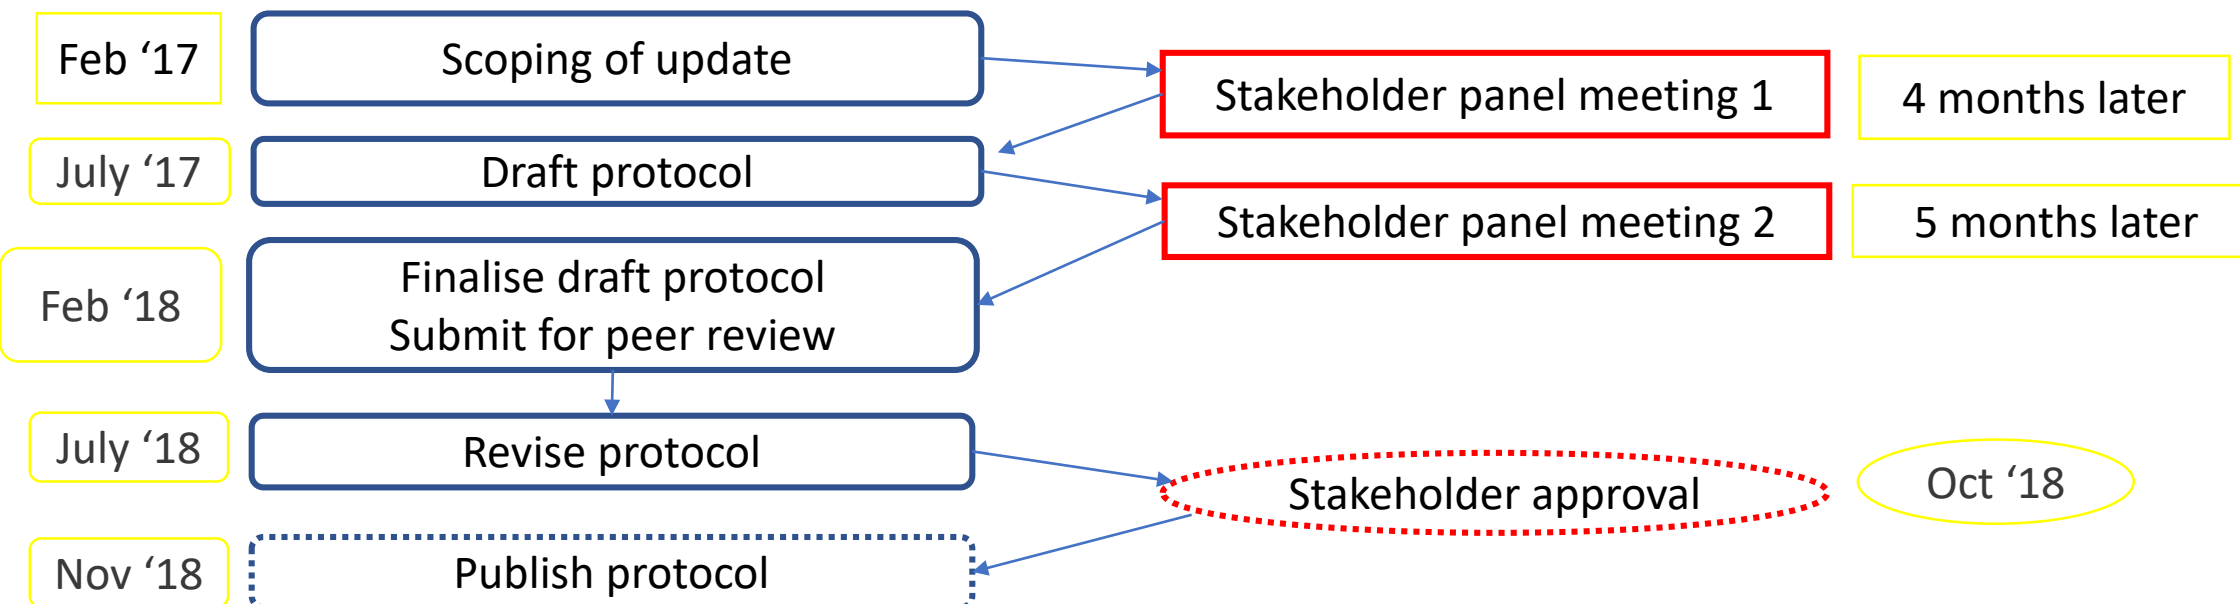 Feb ‘17
Scoping of update
Stakeholder panel meeting 1
4 months later
July ‘17
Draft protocol
Stakeholder panel meeting 2
5 months later
Feb ‘18
Finalise draft protocol
Submit for peer review
July ‘18
Revise protocol
Stakeholder approval
Oct ‘18
Nov ‘18
Publish protocol